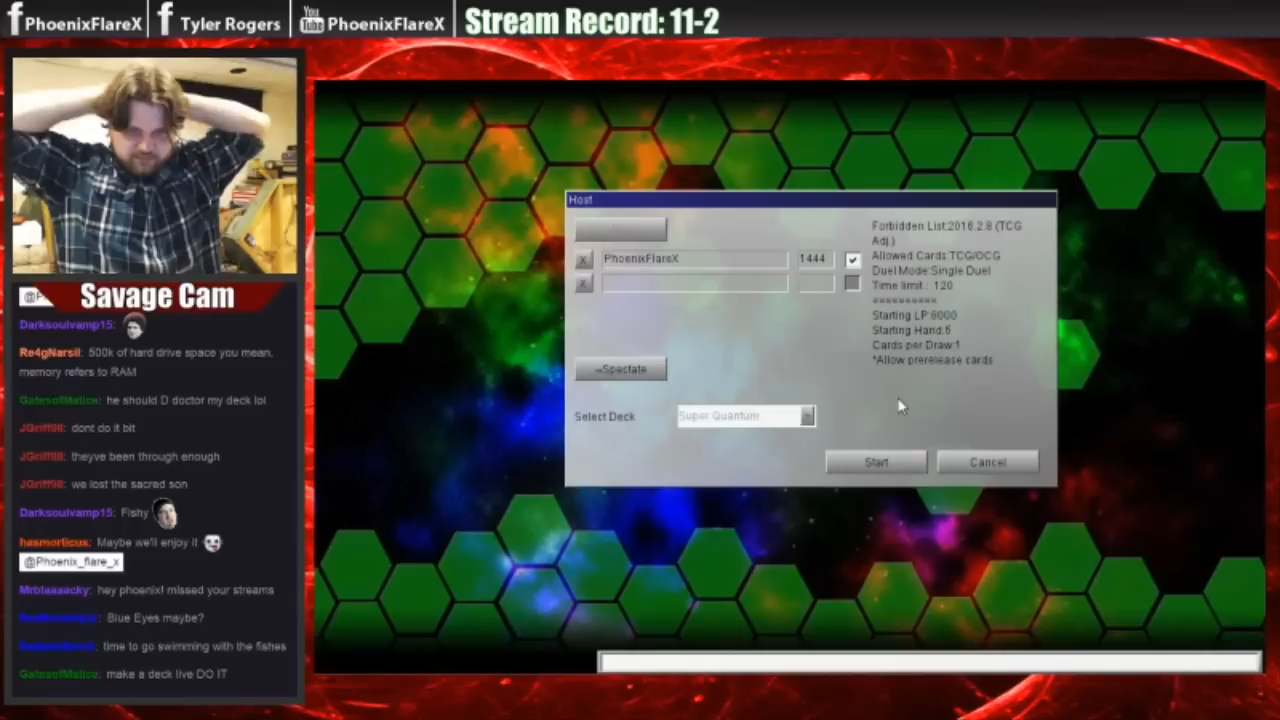 PhoenixFlareX
Tyler Rogers
You Tube PhoenixFlareX
Stream Record: 11-2
Savage Cam
Darksoulvamp15:
Re4gNarsil: 500k of hard drive space you mean.
memory refers to RAM
GatesofMalice: he should D doctor my deck lol
JGriff98: dont do it bit
JGriff98: theyve been through enough
JGriff98: we lost the sacred son
Darksoulvamp15: Fishy
hasmorticus: Maybe we'll enjoy it
@Phoenix_flare_x
Mrblaaaacky: hey phoenix! missed your streams
Blue Eyes maybe?
time to go swimming with the fishes
GatesofMalice: make a deck live DO IT
Host
X PhoenixFlareX 1444
X
→Spectate
Select Deck Super Quantum
Forbidden List:2016.2.8 (TCG
Adj.)
Allowed Cards:TCG/OCG
Duel Mode:Single Duel
Time limit : 120
==========
Starting LP:8000
Starting Hand:5
Cards per Draw:1
*Allow prerelease cards
Start Cancel